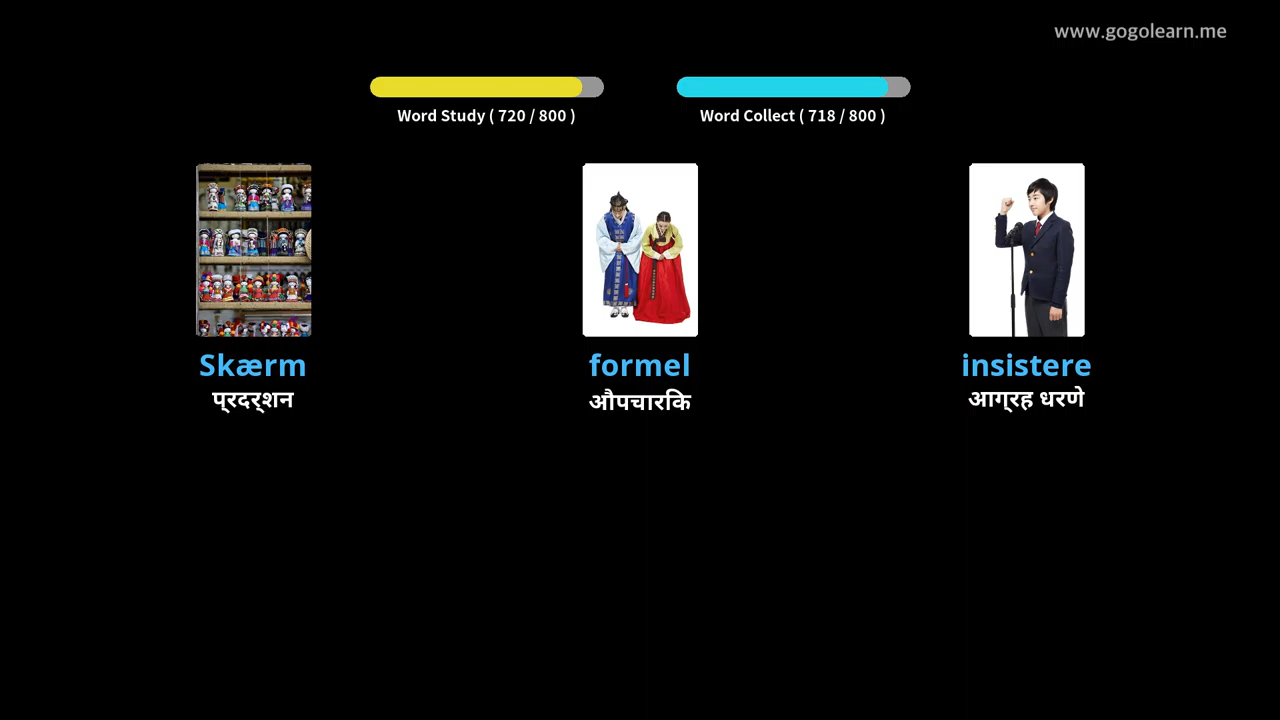 www.gogolearn.me
Word Study ( 720 / 800 )
Word Collect ( 718 / 800 )
Skærm
प्रदर्शन
formel
औपचारिक
insistere
आग्रह धरणे